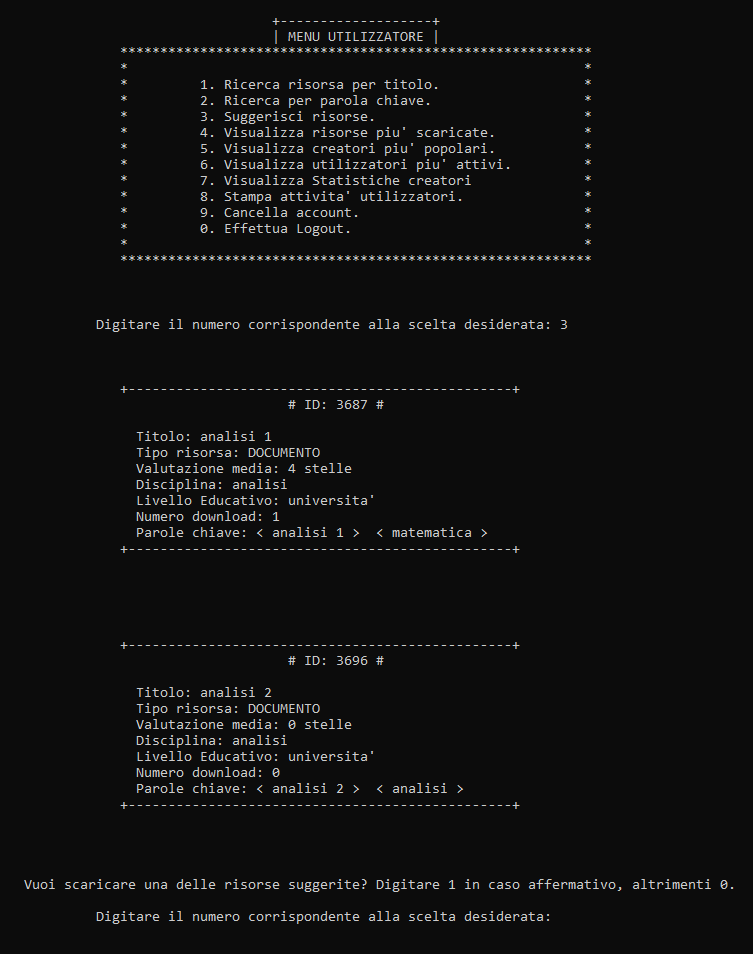 +-------------------+
| MENU UTILIZZATORE |
***********************************************************
*                                                         *
*         1. Ricerca risorsa per titolo.                  *
*         2. Ricerca per parola chiave.                   *
*         3. Suggerisci risorse.                          *
*         4. Visualizza risorse piu' scaricate.           *
*         5. Visualizza creatori piu' popolari.           *
*         6. Visualizza utilizzatori piu' attivi.         *
*         7. Visualizza Statistiche creatori              *
*         8. Stampa attivita' utilizzatori.               *
*         9. Cancella account.                            *
*         0. Effettua Logout.                             *
*                                                         *
***********************************************************
Digitare il numero corrispondente alla scelta desiderata: 3
+------------------------------------------------+
# ID: 3687 #
Titolo: analisi 1
Tipo risorsa: DOCUMENTO
Valutazione media: 4 stelle
Disciplina: analisi
Livello Educativo: universita'
Numero download: 1
Parole chiave: < analisi 1 >  < matematica >
+------------------------------------------------+
+------------------------------------------------+
# ID: 3696 #
Titolo: analisi 2
Tipo risorsa: DOCUMENTO
Valutazione media: 0 stelle
Disciplina: analisi
Livello Educativo: universita'
Numero download: 0
Parole chiave: < analisi 2 >  < analisi >
+------------------------------------------------+
Vuoi scaricare una delle risorse suggerite? Digitare 1 in caso affermativo, altrimenti 0.
Digitare il numero corrispondente alla scelta desiderata: